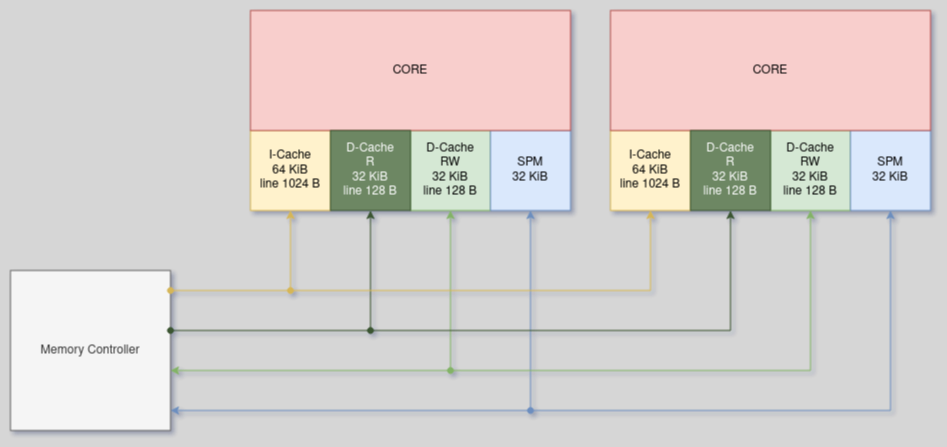 CORE
I-Cache
64 KiB
line 1024 B
D-Cache
R
32 KiB
line 128 B
D-Cache
RW
32 KiB
line 128 B
SPM
32 KiB
CORE
I-Cache
64 KiB
line 1024 B
D-Cache
R
32 KiB
line 128 B
D-Cache
RW
32 KiB
line 128 B
SPM
32 KiB
Memory Controller